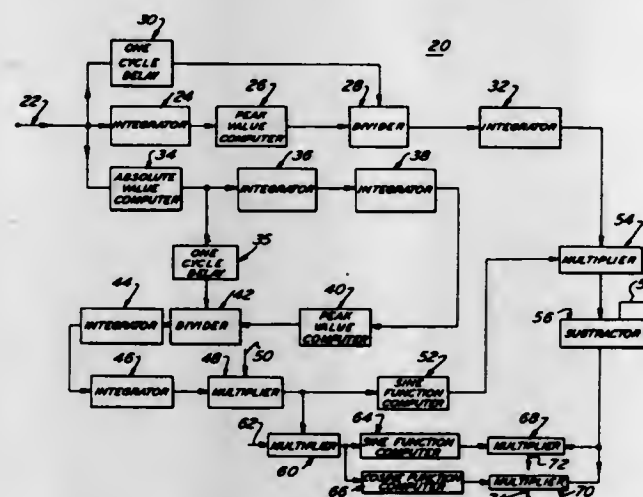 30
20
ONE
CYCLE
DELAY
22
24
26
28
32
INTEGRATOR
PEAK
VALUE
COMPUTER
DIVIDER
INTEGRATOR
34
36
38
ABSOLUTE
VALUE
COMPUTER
INTEGRATOR
INTEGRATOR
54
ONE
CYCLE
DELAY
35
MULTIPLIER
44
42
40
56
INTEGRATOR
DIVIDER
PEAK
VALUE
COMPUTER
SUBTRACTOR
46
48
50
52
INTEGRATOR
MULTIPLIER
SINE
FUNCTION
COMPUTER
62
64
68
MULTIPLIER
SINE FUNCTION
COMPUTER
MULTIPLIER
60
72
COSINE FUNCTION
COMPUTER
MULTIPLIER
66
70